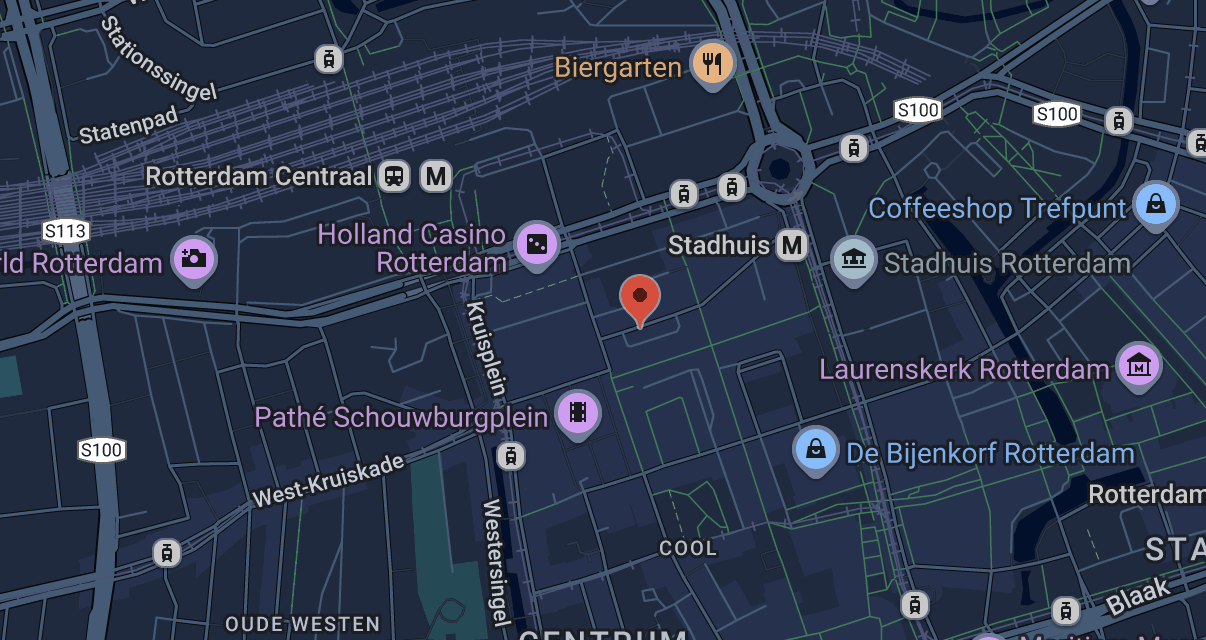 Stationssingel
Statenpad
Biergarten
S100
S100
Rotterdam Centraal
M
S113
Holland Casino
Rotterdam
Coffeeshop Trefpunt
Stadhuis
M
Stadhuis Rotterdam
ld Rotterdam
Kruisplein
Laurenskerk Rotterdam
Pathé Schouwburgplein
S100
De Bijenkorf Rotterdam
West-Kruiskade
Rotterdam
Westersingel
COOL
STA
Blaak
OUDE WESTEN
CENTRUM